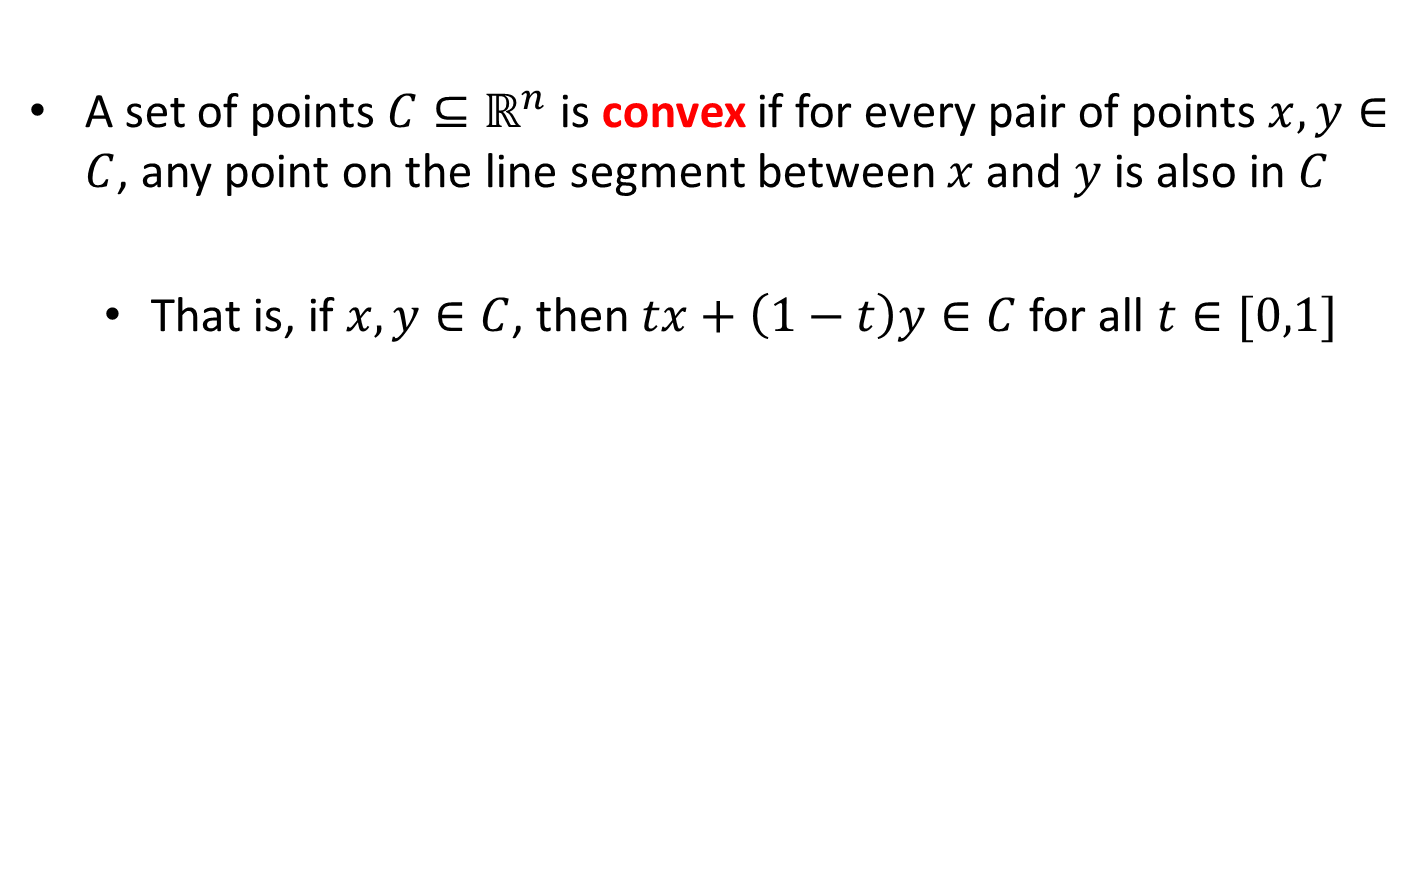 • A set of points 𝐶 ⊆ ℝⁿ is convex if for every pair of points 𝑥, 𝑦 ∈
𝐶, any point on the line segment between 𝑥 and 𝑦 is also in 𝐶
• That is, if 𝑥, 𝑦 ∈ 𝐶, then 𝑡𝑥 + (1 − 𝑡)𝑦 ∈ 𝐶 for all 𝑡 ∈ [0,1]